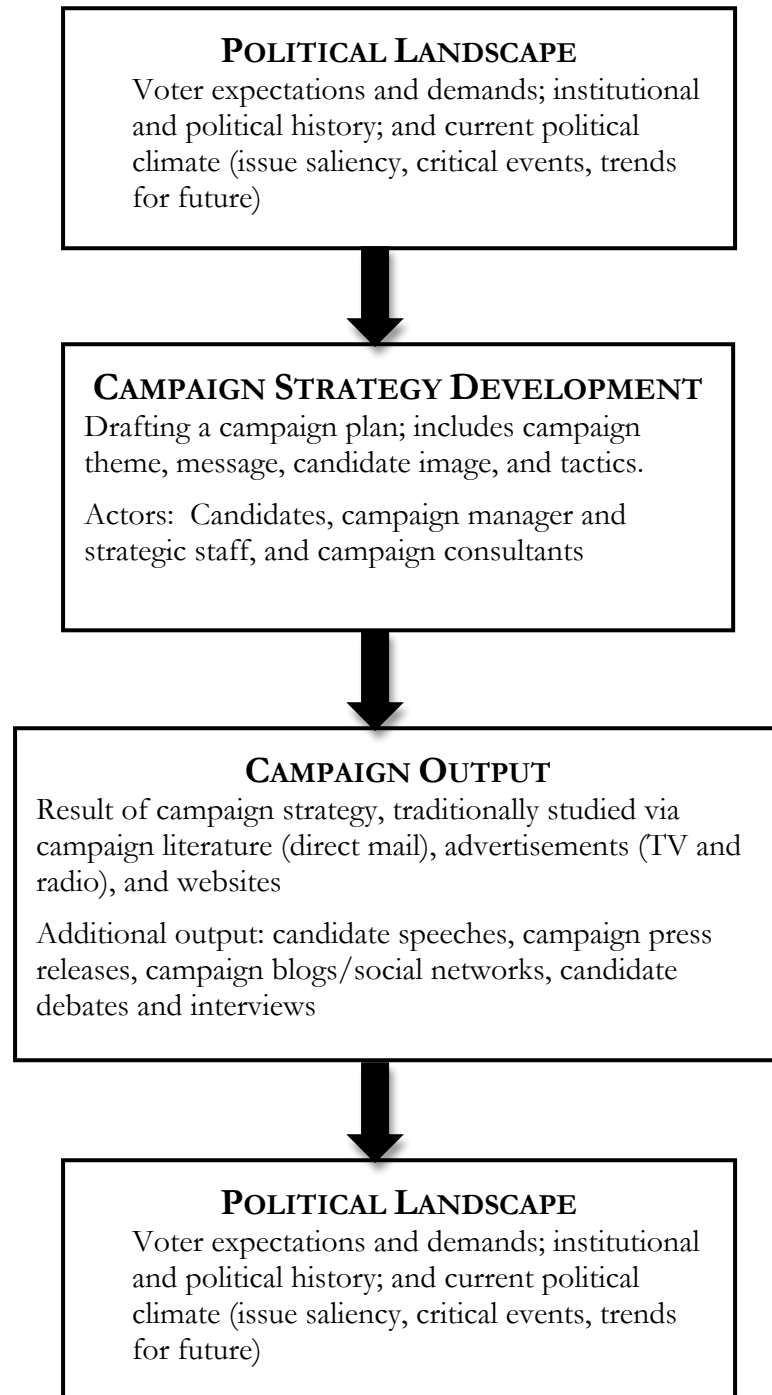 POLITICAL LANDSCAPE
Voter expectations and demands; institutional
and political history; and current political
climate (issue saliency, critical events, trends
for future)
CAMPAIGN STRATEGY DEVELOPMENT
Drafting a campaign plan; includes campaign
theme, message, candidate image, and tactics.
Actors:  Candidates, campaign manager and
strategic staff, and campaign consultants
CAMPAIGN OUTPUT
Result of campaign strategy, traditionally studied via
campaign literature (direct mail), advertisements (TV and
radio), and websites
Additional output: candidate speeches, campaign press
releases, campaign blogs/social networks, candidate
debates and interviews
POLITICAL LANDSCAPE
Voter expectations and demands; institutional
and political history; and current political
climate (issue saliency, critical events, trends
for future)